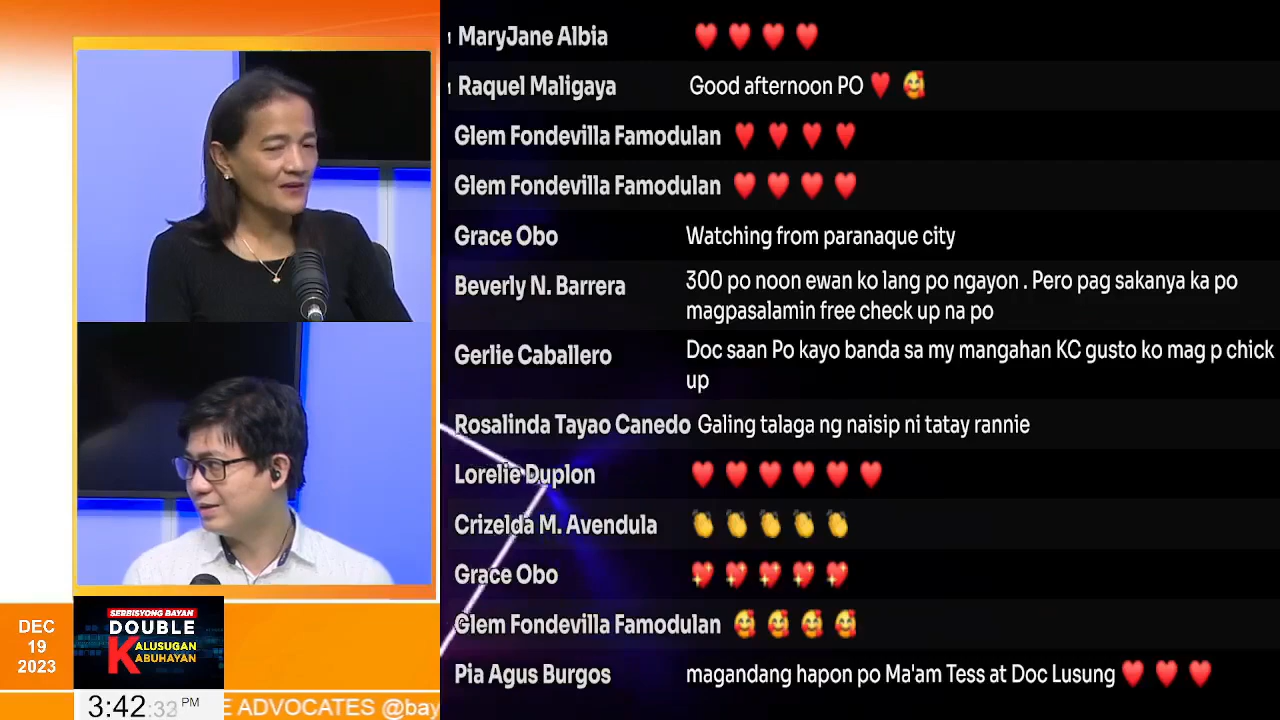 MaryJane Albia ♥️ ♥️ ♥️ ♥️
Raquel Maligaya Good afternoon PO ♥️ 🥰
Glem Fondevilla Famodulan ♥️ ♥️ ♥️ ♥️
Glem Fondevilla Famodulan ♥️ ♥️ ♥️ ♥️
Grace Obo Watching from paranaque city
Beverly N. Barrera 300 po noon ewan ko lang po ngayon . Pero pag sakanya ka po
magpasalamin free check up na po
Gerlie Caballero Doc saan Po kayo banda sa my mangahan KC gusto ko mag p chick
up
Rosalinda Tayao Canedo Galing talaga ng naisip ni tatay rannie
Lorelie Duplon ♥️ ♥️ ♥️ ♥️ ♥️ ♥️
Crizelda M. Avendula 👏 👏 👏 👏 👏
Grace Obo 💖 💖 💖 💖 💖
Glem Fondevilla Famodulan 🥰 🥰 🥰 🥰
Pia Agus Burgos magandang hapon po Ma'am Tess at Doc Lusung ♥️ ♥️ ♥️
DEC
19
2023
SERBISYONG BAYAN
DOUBLE
KALUSUGAN
KABUHAYAN
3:42:32 PM
E ADVOCATES @bay